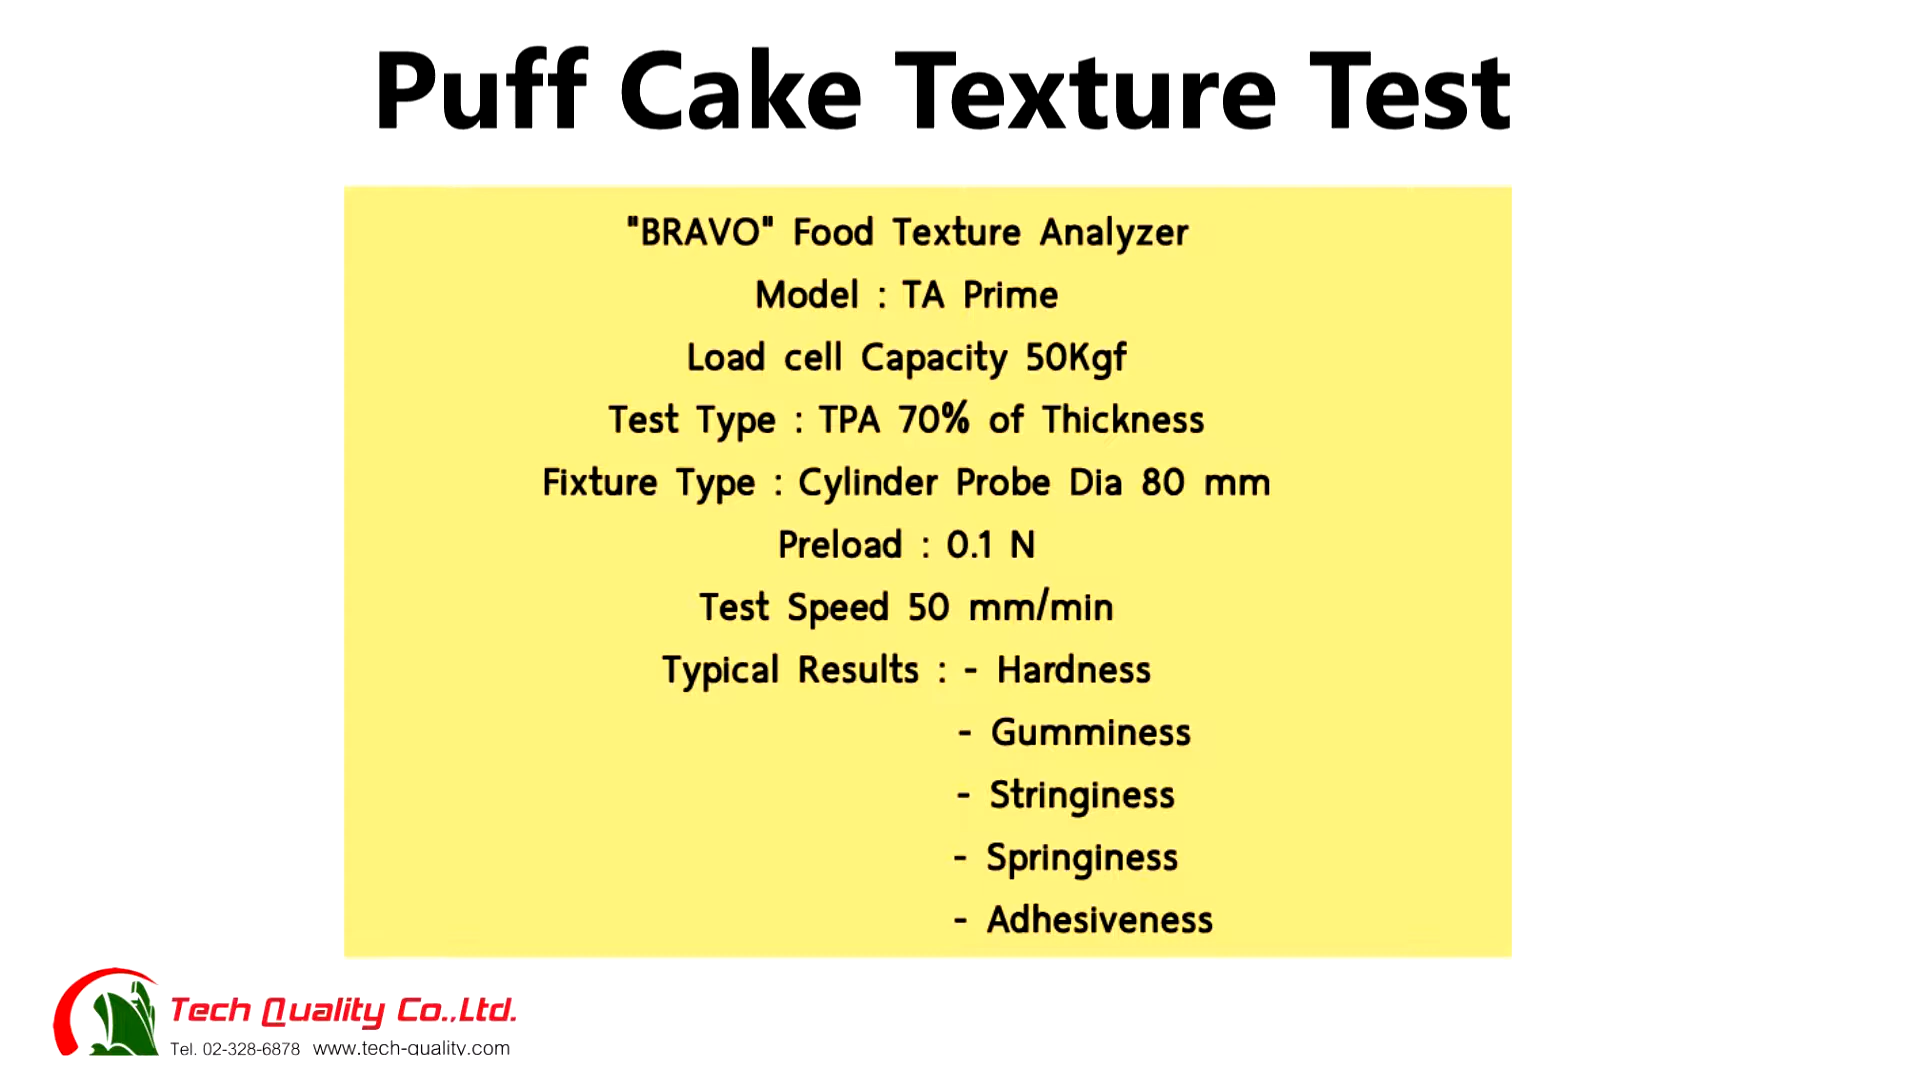 Puff Cake Texture Test
"BRAVO" Food Texture Analyzer
Model : TA Prime
Load cell Capacity 50Kgf
Test Type : TPA 70% of Thickness
Fixture Type : Cylinder Probe Dia 80 mm
Preload : 0.1 N
Test Speed 50 mm/min
Typical Results : - Hardness
- Gumminess
- Stringiness
- Springiness
- Adhesiveness
Tech Quality Co.,Ltd.
Tel. 02-328-6878 www.tech-quality.com